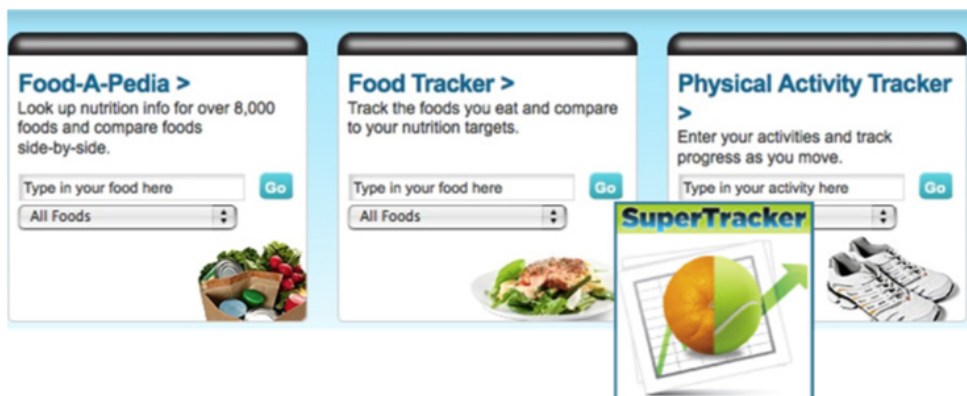 Food-A-Pedia >
Look up nutrition info for over 8,000
foods and compare foods
side-by-side.
Type in your food here
Go
All Foods
Food Tracker >
Track the foods you eat and compare
to your nutrition targets.
Type in your food here
Go
All Foods
Physical Activity Tracker
>
Enter your activities and track
progress as you move.
Type in your activity here
Go
SuperTracker